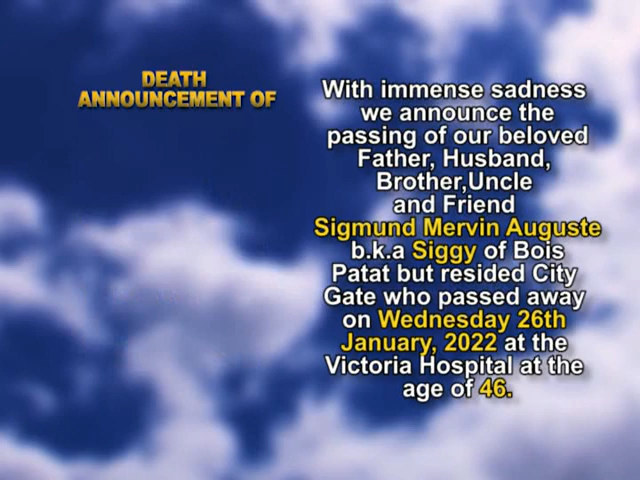 DEATH
ANNOUNCEMENT OF
With immense sadness
we announce the
passing of our beloved
Father, Husband,
Brother,Uncle
and Friend
Sigmund Mervin Auguste
b.k.a Siggy of Bois
Patat but resided City
Gate who passed away
on Wednesday 26th
January, 2022 at the
Victoria Hospital at the
age of 46.